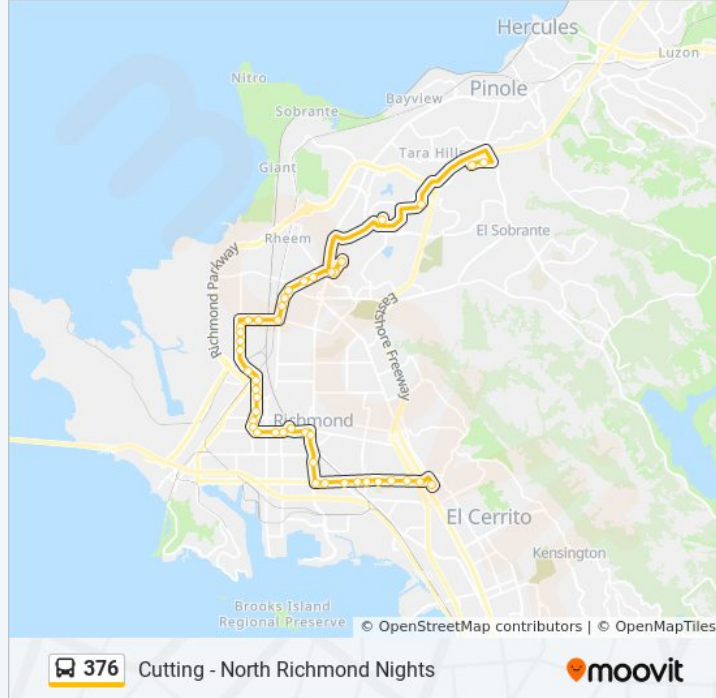 Hercules
Luzon
Nitro
Pinole
Bayview
Sobrante
Tara Hills
Giant
El Sobrante
Rheem
Richmond Parkway
Eastshore Freeway
Richmond
El Cerrito
Kensington
Brooks Island
Regional Preserve
© OpenStreetMap contributors | © OpenMapTiles
376 Cutting - North Richmond Nights
moovit